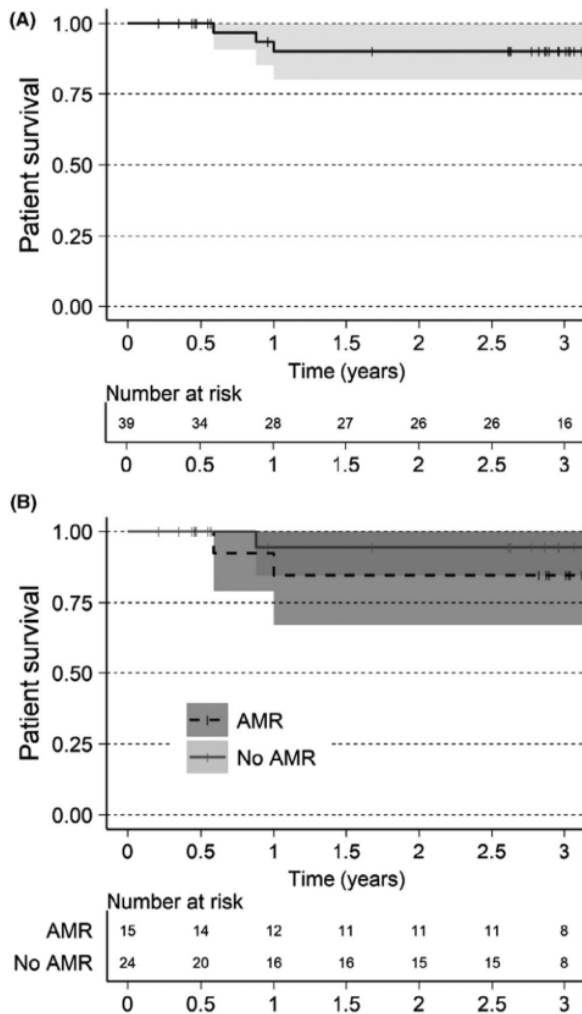 (A)
Patient survival
1.00
0.75
0.50
0.25
0.00
0 0.5 1 1.5 2 2.5 3
Time (years)
Number at risk
39 34 28 27 26 26 16
0 0.5 1 1.5 2 2.5 3
(B)
Patient survival
1.00
0.75
0.50
0.25
0.00
AMR
No AMR
0 0.5 1 1.5 2 2.5 3
Time (years)
Number at risk
AMR 15 14 12 11 11 11 8
No AMR 24 20 16 16 15 15 8
0 0.5 1 1.5 2 2.5 3